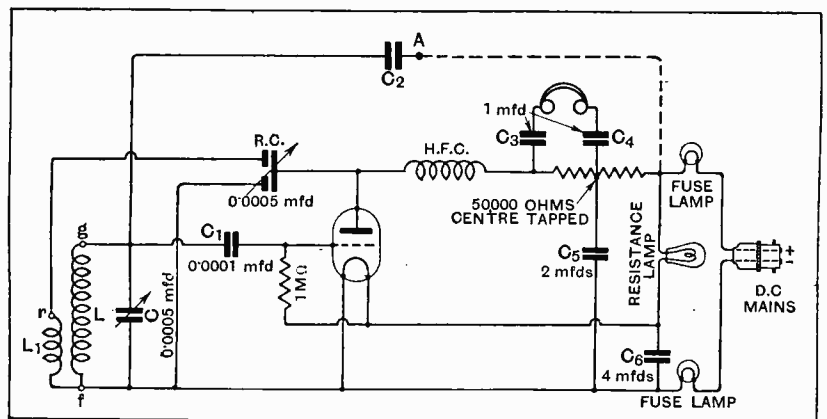 A
C2
1 mfd
C3
C4
R.C.
H.F.C.
0·0005 mfd
50000 OHMS
CENTRE TAPPED
FUSE
LAMP
g
C1
0·0001 mfd
1MΩ
C5
2 mfds
RESISTANCE
LAMP
+
-
D.C
MAINS
r
L1
L
C
0·0005 mfd
f
C6
4 mfds
FUSE LAMP